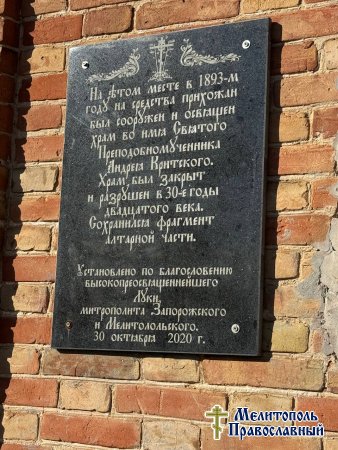 На этом месте в 1893-м
году на средства прихожан
был сооружен и освящен
храм во имя Святого
Преподобномученника
Андрея Критского.
Храм был закрыт
и разрушен в 30-е годы
двадцатого века.
Сохранился фрагмент
алтарной части.
Установлено по благословению
высокопреосвященнейшего
Луки,
митрополита Запорожского
и Мелитопольского.
30 октября 2020 г.
Мелитополь
Православный